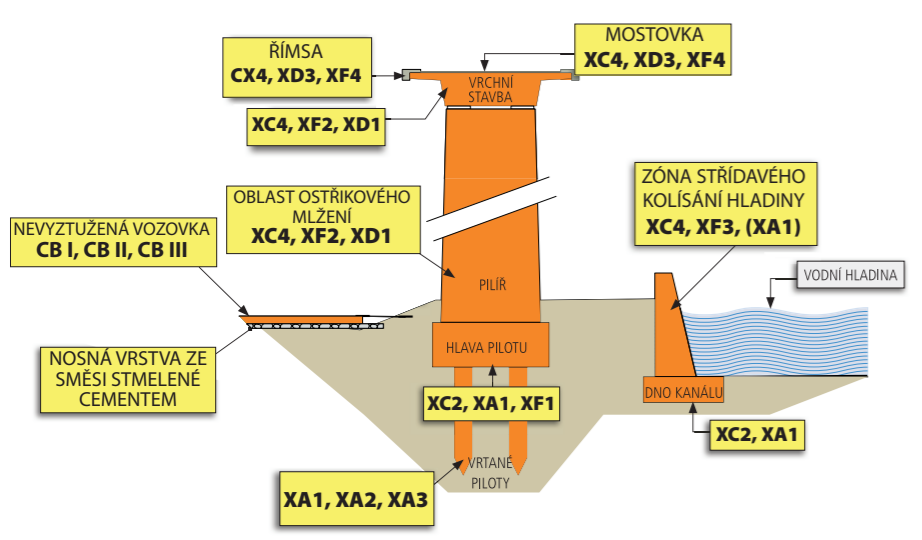 ŘÍMSA
CX4, XD3, XF4
MOSTOVKA
XC4, XD3, XF4
VRCHNÍ
STAVBA
XC4, XF2, XD1
OBLAST OSTŘIKOVÉHO
MLŽENÍ
XC4, XF2, XD1
ZÓNA STŘÍDAVÉHO
KOLÍSÁNÍ HLADINY
XC4, XF3, (XA1)
NEVYZTUŽENÁ VOZOVKA
CB I, CB II, CB III
VODNÍ HLADINA
PILÍŘ
HLAVA PILOTU
NOSNÁ VRSTVA ZE
SMĚSI STMELENÉ
CEMENTEM
DNO KANÁLU
XC2, XA1, XF1
XC2, XA1
VRTANÉ
PILOTY
XA1, XA2, XA3